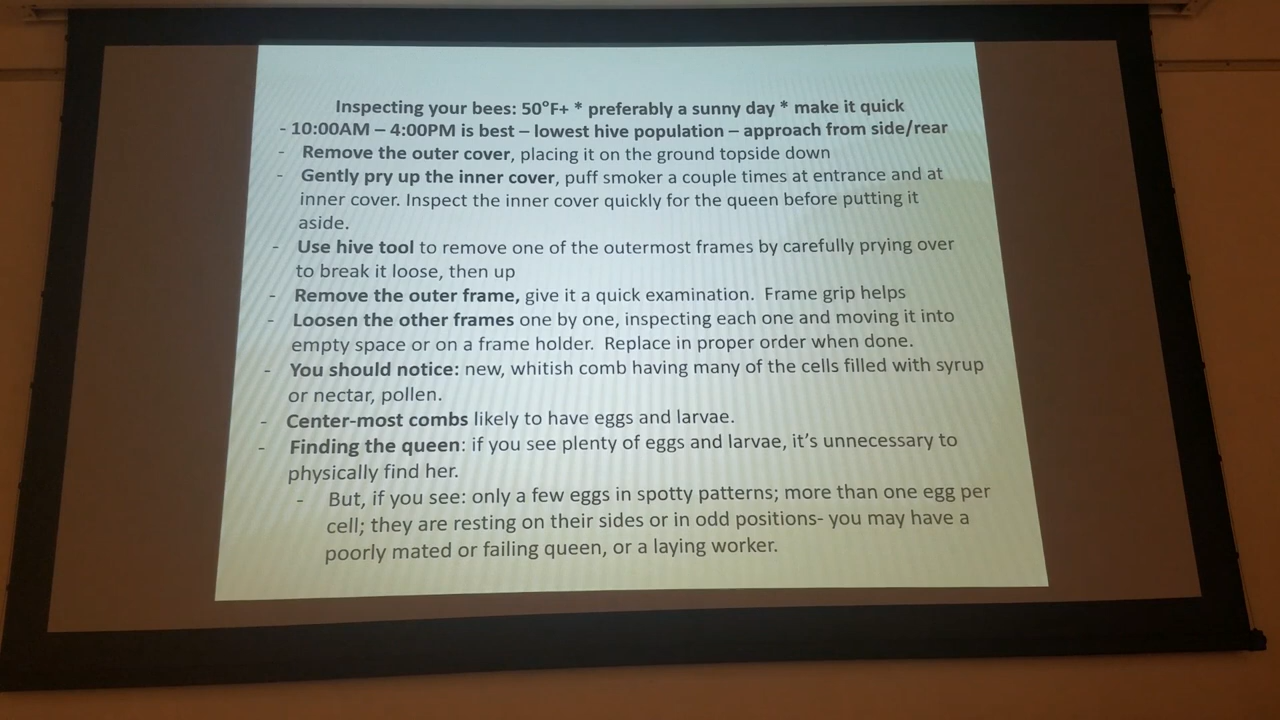 Inspecting your bees: 50°F+ * preferably a sunny day * make it quick
- 10:00AM – 4:00PM is best – lowest hive population – approach from side/rear
- Remove the outer cover, placing it on the ground topside down
- Gently pry up the inner cover, puff smoker a couple times at entrance and at
inner cover. Inspect the inner cover quickly for the queen before putting it
aside.
- Use hive tool to remove one of the outermost frames by carefully prying over
to break it loose, then up
- Remove the outer frame, give it a quick examination.  Frame grip helps
- Loosen the other frames one by one, inspecting each one and moving it into
empty space or on a frame holder.  Replace in proper order when done.
- You should notice: new, whitish comb having many of the cells filled with syrup
or nectar, pollen.
- Center-most combs likely to have eggs and larvae.
- Finding the queen: if you see plenty of eggs and larvae, it's unnecessary to
physically find her.
- But, if you see: only a few eggs in spotty patterns; more than one egg per
cell; they are resting on their sides or in odd positions- you may have a
poorly mated or failing queen, or a laying worker.